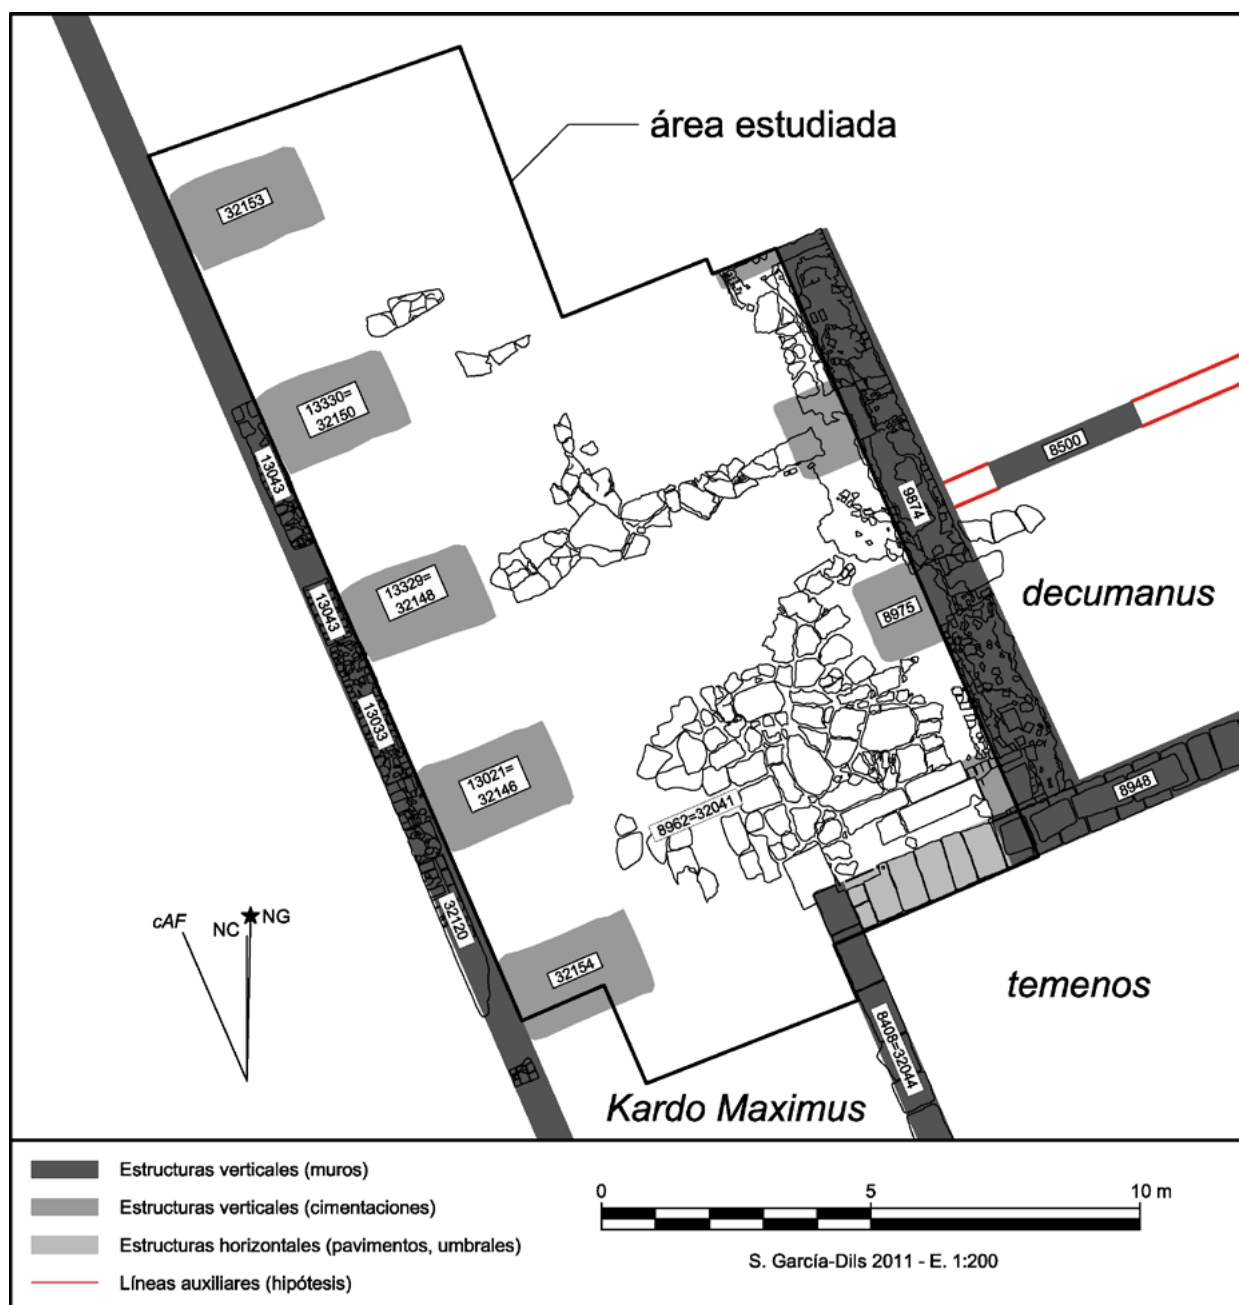 área estudiada
32153
13330=
32150
13043
8500
9874
13329=
32148
13043
8975
decumanus
13033
13021=
32146
8962=32041
8948
32120
cAF
NC
NG
32154
temenos
8408=32044
Kardo Maximus
Estructuras verticales (muros)
Estructuras verticales (cimentaciones)
Estructuras horizontales (pavimentos, umbrales)
Líneas auxiliares (hipótesis)
0 5 10 m
S. García-Dils 2011 - E. 1:200